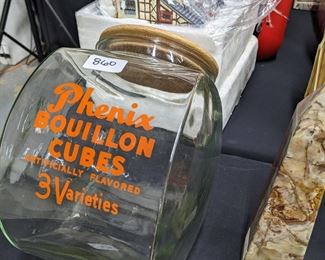 860
Phenix
BOUILLON
CUBES
ARTIFICIALLY FLAVORED
3 Varieties